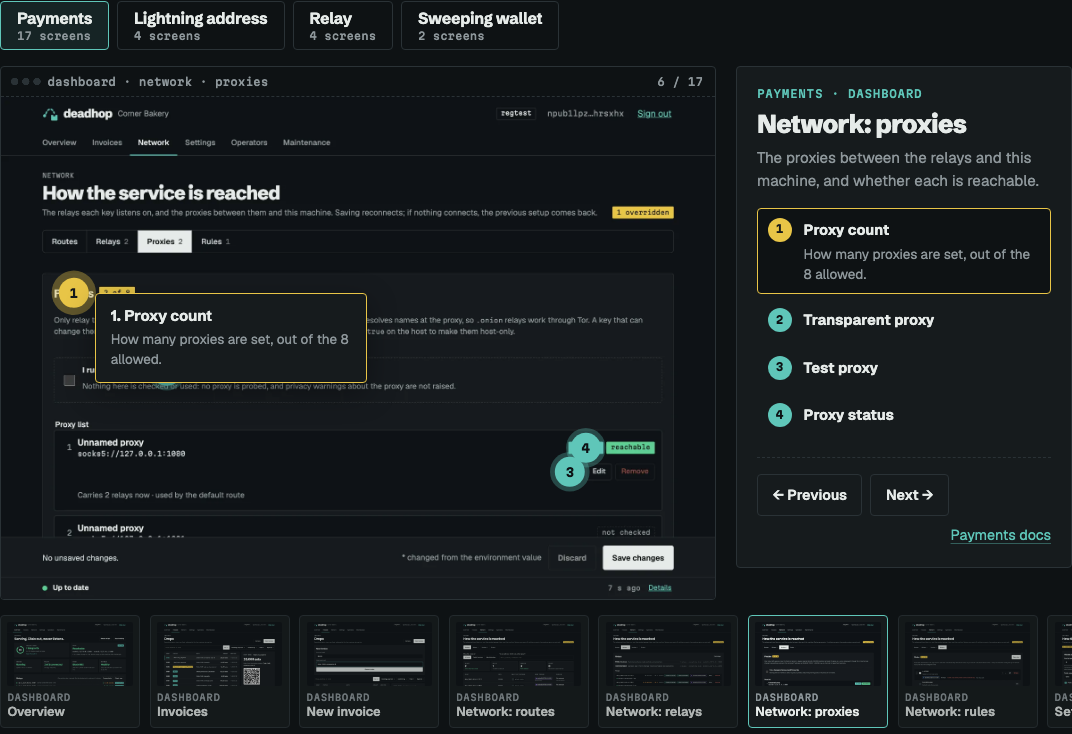 Payments
17 screens
Lightning address
4 screens
Relay
4 screens
Sweeping wallet
2 screens
dashboard · network · proxies
6 / 17
deadhop Corner Bakery
regtest
npub1lpz…hrsxhx
Sign out
Overview
Invoices
Network
Settings
Operators
Maintenance
NETWORK
How the service is reached
The relays each key listens on, and the proxies between them and this machine. Saving reconnects; if nothing connects, the previous setup comes back.
1 overridden
Routes
Relays 2
Proxies 2
Rules 1
1
Only relay
esolves names at the proxy, so .onion relays work through Tor. A key that can
change the
true on the host to make them host-only.
1. Proxy count
How many proxies are set, out of the 8
allowed.
Nothing here is checked or used: no proxy is probed, and privacy warnings about the proxy are not raised.
Proxy list
1
Unnamed proxy
socks5://127.0.0.1:1080
4
reachable
3
Edit
Remove
Carries 2 relays now · used by the default route
2
Unnamed proxy
not checked
No unsaved changes.
* changed from the environment value
Discard
Save changes
Up to date
7 s ago
Details
PAYMENTS · DASHBOARD
Network: proxies
The proxies between the relays and this
machine, and whether each is reachable.
1
Proxy count
How many proxies are set, out of the
8 allowed.
2
Transparent proxy
3
Test proxy
4
Proxy status
← Previous
Next →
Payments docs
DASHBOARD
Overview
DASHBOARD
Invoices
DASHBOARD
New invoice
DASHBOARD
Network: routes
DASHBOARD
Network: relays
DASHBOARD
Network: proxies
DASHBOARD
Network: rules